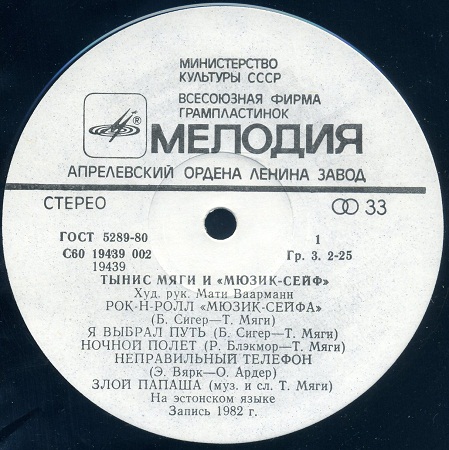 МИНИСТЕРСТВО
КУЛЬТУРЫ СССР
ВСЕСОЮЗНАЯ ФИРМА
ГРАМПЛАСТИНОК
® МЕЛОДИЯ
АПРЕЛЕВСКИЙ ОРДЕНА ЛЕНИНА ЗАВОД
СТЕРЕО 33
ГОСТ 5289-80 1
С60 19439 002 Гр. 3. 2-25
19439
ТЫНИС МЯГИ И «МЮЗИК-СЕЙФ»
Худ. рук. Мати Ваарманн
РОК-Н-РОЛЛ «МЮЗИК-СЕЙФА»
(Б. Сигер—Т. Мяги)
Я ВЫБРАЛ ПУТЬ (Б. Сигер—Т. Мяги)
НОЧНОЙ ПОЛЕТ (Р. Блэкмор—Т. Мяги)
НЕПРАВИЛЬНЫЙ ТЕЛЕФОН
(Э. Вярк—О. Ардер)
ЗЛОЙ ПАПАША (муз. и сл. Т. Мяги)
На эстонском языке
Запись 1982 г.